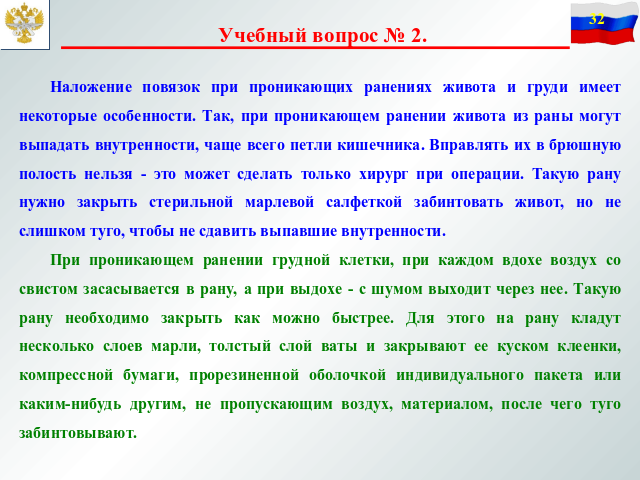 32
Учебный вопрос № 2.
Наложение повязок при проникающих ранениях живота и груди имеет
некоторые особенности. Так, при проникающем ранении живота из раны могут
выпадать внутренности, чаще всего петли кишечника. Вправлять их в брюшную
полость нельзя - это может сделать только хирург при операции. Такую рану
нужно закрыть стерильной марлевой салфеткой забинтовать живот, но не
слишком туго, чтобы не сдавить выпавшие внутренности.
При проникающем ранении грудной клетки, при каждом вдохе воздух со
свистом засасывается в рану, а при выдохе - с шумом выходит через нее. Такую
рану необходимо закрыть как можно быстрее. Для этого на рану кладут
несколько слоев марли, толстый слой ваты и закрывают ее куском клеенки,
компрессной бумаги, прорезиненной оболочкой индивидуального пакета или
каким-нибудь другим, не пропускающим воздух, материалом, после чего туго
забинтовывают.